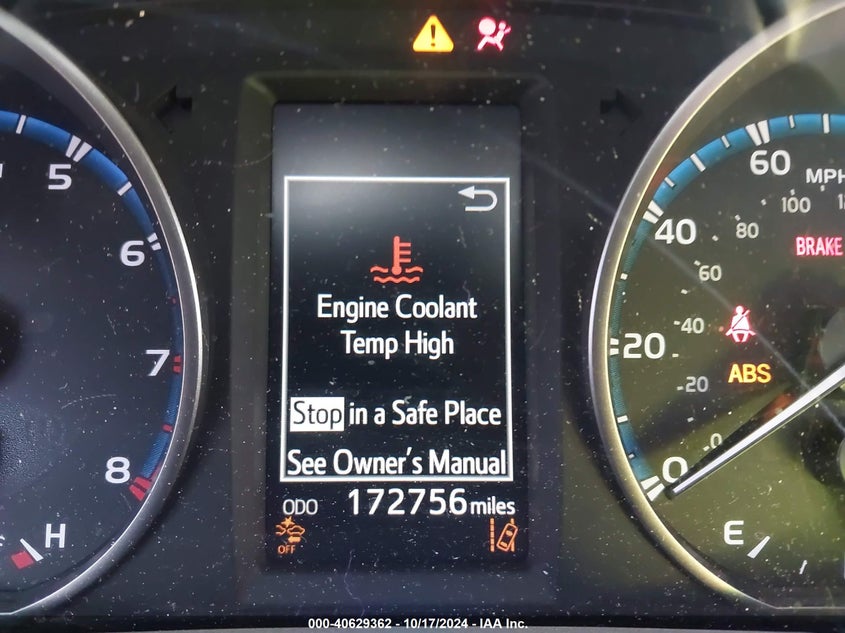 Engine Coolant
Temp High
Stop in a Safe Place
See Owner's Manual
ODO 172756 miles
OFF
5
6
7
8
H
60
MPH
100
40
80
BRAKE
60
20
40
ABS
20
0
0
E
000-40629362 - 10/17/2024 - IAA Inc.